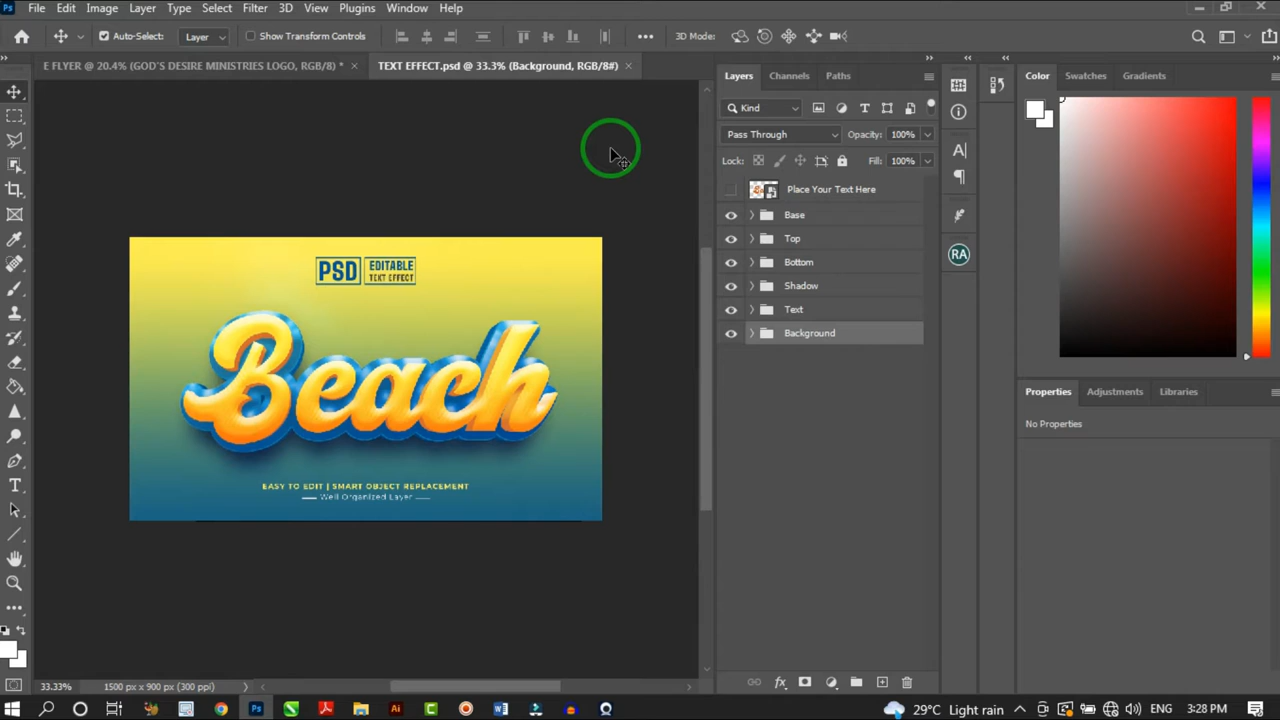 Ps File Edit Image Layer Type Select Filter 3D View Plugins Window Help
Auto-Select: Layer Show Transform Controls 3D Mode:
E FLYER @ 20.4% (GOD'S DESIRE MINISTRIES LOGO, RGB/8) * × TEXT EFFECT.psd @ 33.3% (Background, RGB/8#) ×
Layers Channels Paths
Color Swatches Gradients
Kind
Pass Through Opacity: 100%
Lock: Fill: 100%
Place Your Text Here
Base
Top
Bottom
Shadow
Text
Background
RA
Properties Adjustments Libraries
No Properties
PSD EDITABLE
TEXT EFFECT
Beach
EASY TO EDIT | SMART OBJECT REPLACEMENT
Well Organized Layer
33.33% 1500 px x 900 px (300 ppi)
fx
Ps Ai
29°C Light rain ENG 3:28 PM